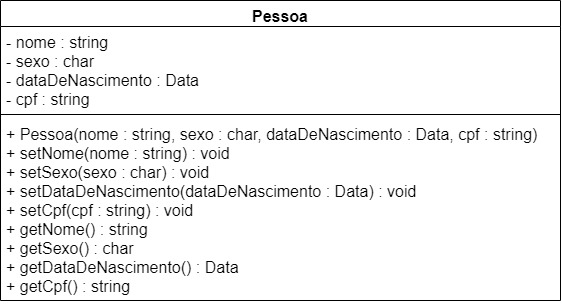 Pessoa
- nome : string
- sexo : char
- dataDeNascimento : Data
- cpf : string
+ Pessoa(nome : string, sexo : char, dataDeNascimento : Data, cpf : string)
+ setNome(nome : string) : void
+ setSexo(sexo : char) : void
+ setDataDeNascimento(dataDeNascimento : Data) : void
+ setCpf(cpf : string) : void
+ getNome() : string
+ getSexo() : char
+ getDataDeNascimento() : Data
+ getCpf() : string